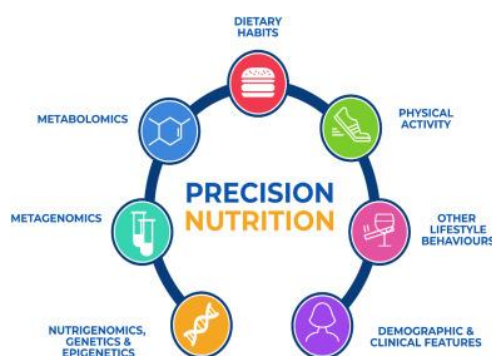 DIETARY
HABITS
METABOLOMICS
PHYSICAL
ACTIVITY
PRECISION
NUTRITION
METAGENOMICS
OTHER
LIFESTYLE
BEHAVIOURS
NUTRIGENOMICS,
GENETICS &
EPIGENETICS
DEMOGRAPHIC &
CLINICAL FEATURES